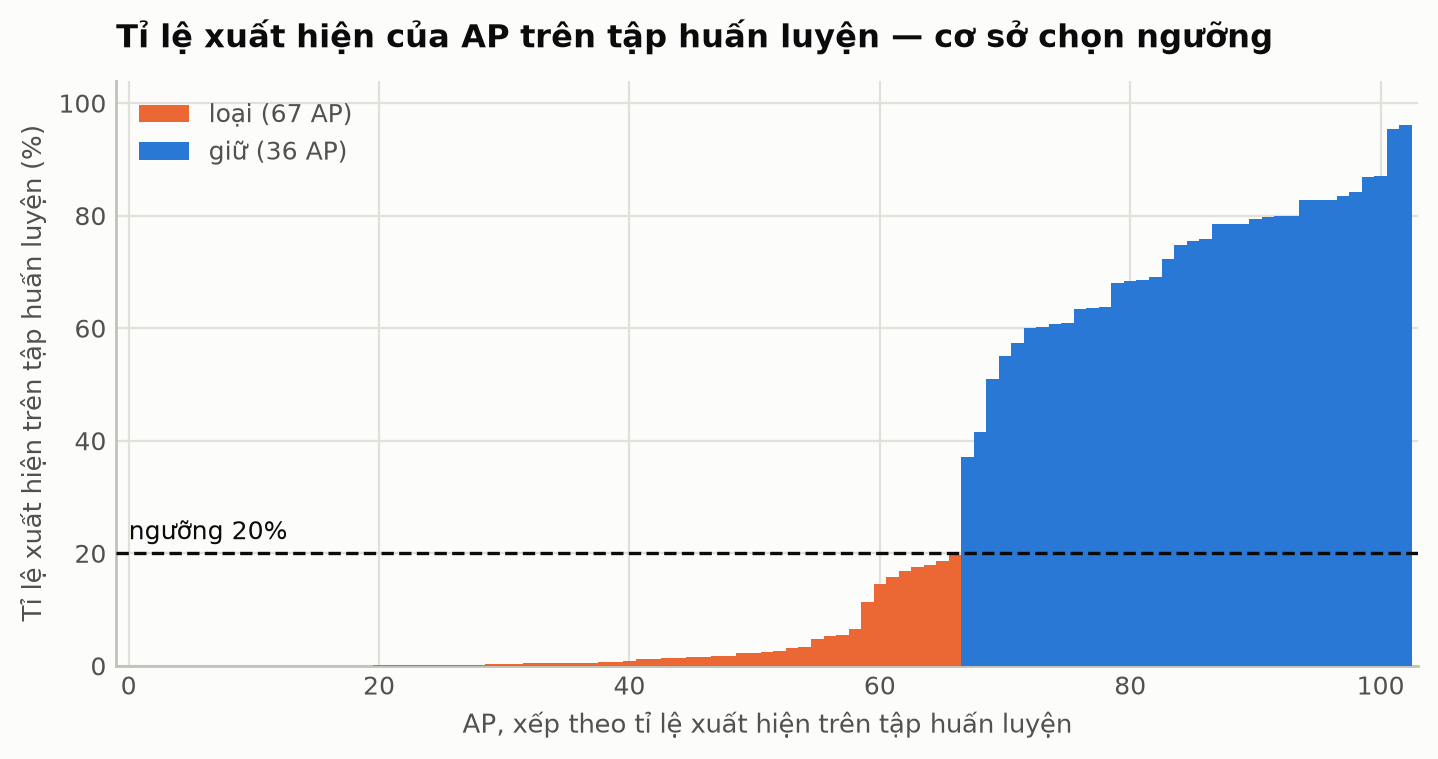 Tỉ lệ xuất hiện của AP trên tập huấn luyện — cơ sở chọn ngưỡng
Tỉ lệ xuất hiện trên tập huấn luyện (%)
100
80
60
40
20
0
loại (67 AP)
giữ (36 AP)
ngưỡng 20%
0 20 40 60 80 100
AP, xếp theo tỉ lệ xuất hiện trên tập huấn luyện